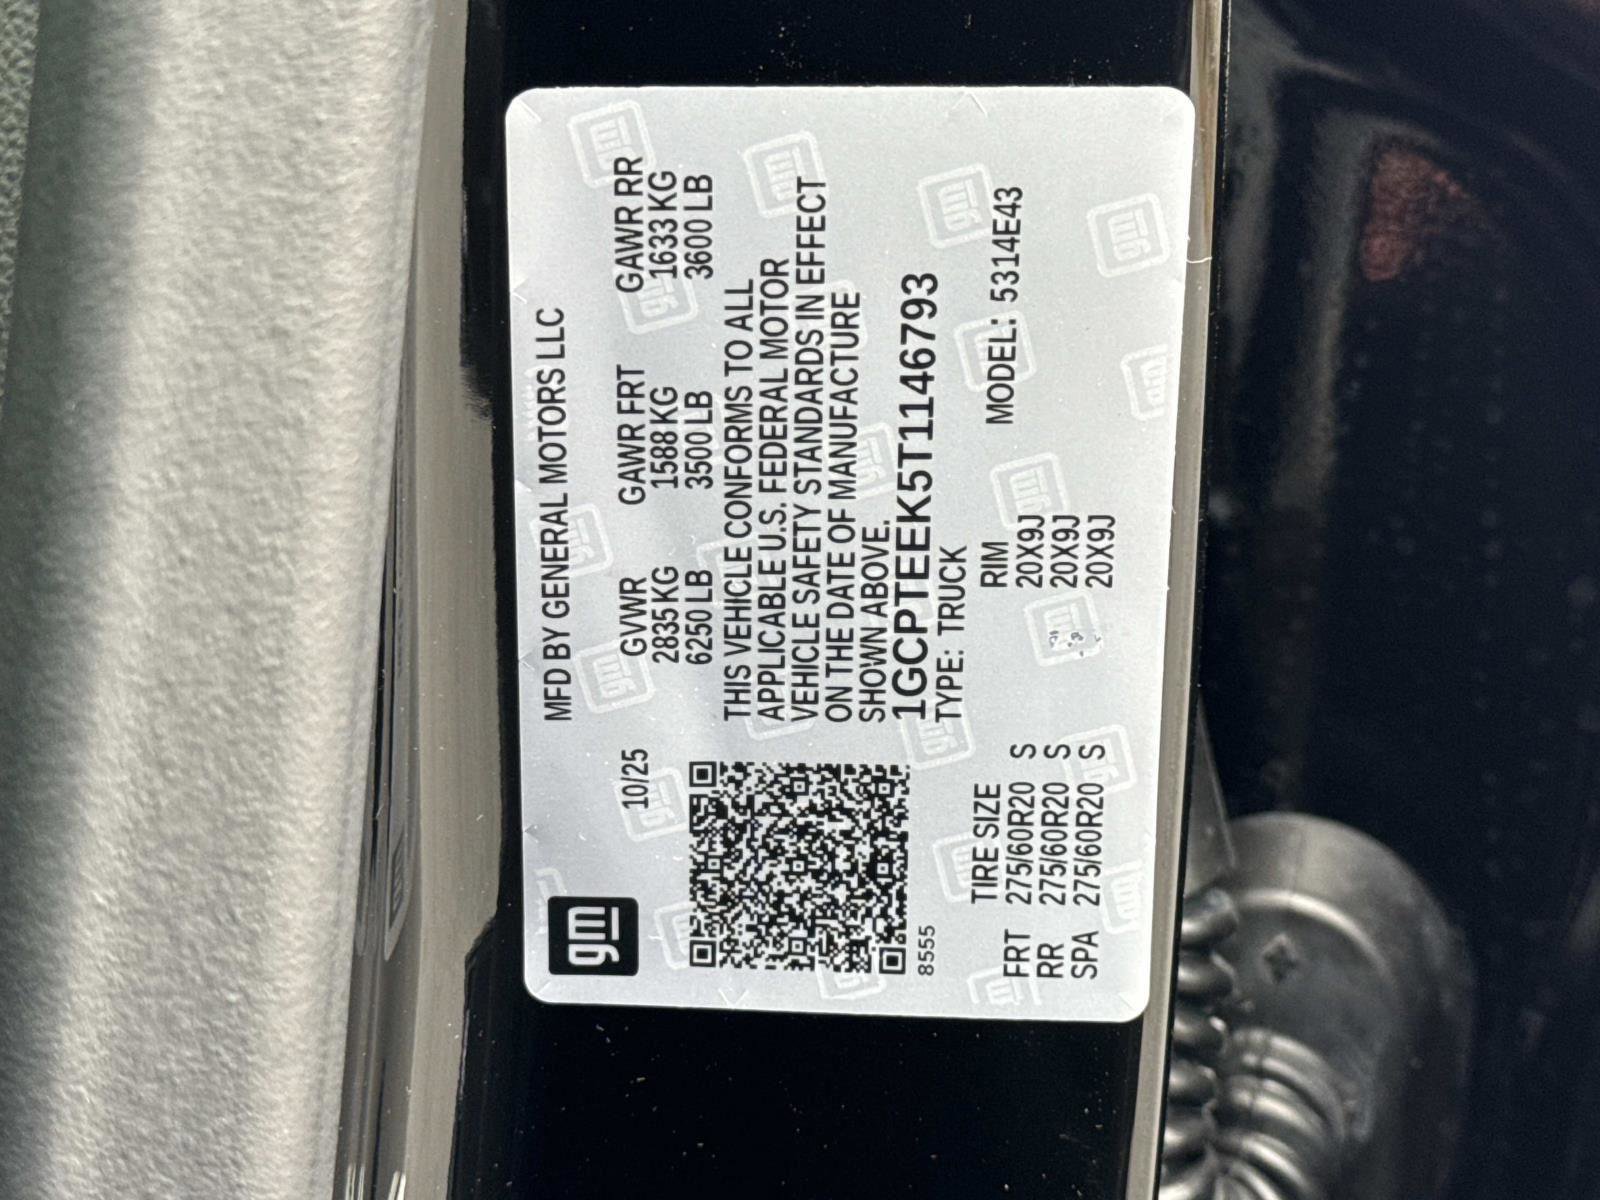 gm
MFD BY GENERAL MOTORS LLC
10/25
GVWR GAWR FRT GAWR RR
2835 KG 1588 KG 1633 KG
6250 LB 3500 LB 3600 LB
THIS VEHICLE CONFORMS TO ALL
APPLICABLE U.S. FEDERAL MOTOR
VEHICLE SAFETY STANDARDS IN EFFECT
ON THE DATE OF MANUFACTURE
SHOWN ABOVE.
1GCPTEEK5T1146793
8555
TYPE: TRUCK
TIRE SIZE RIM MODEL: 5314E43
FRT 275/60R20 S 20X9J
RR 275/60R20 S 20X9J
SPA 275/60R20 S 20X9J